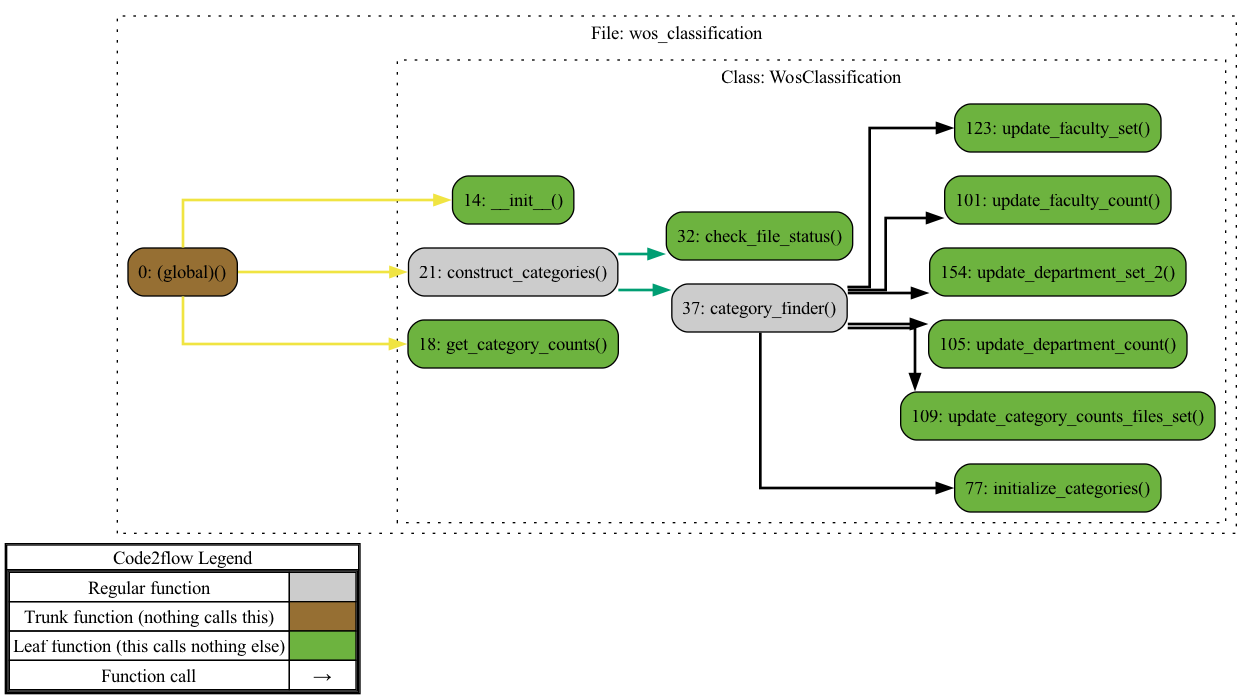 File: wos_classification
Class: WosClassification
123: update_faculty_set()
14: __init__()
101: update_faculty_count()
32: check_file_status()
0: (global)()
21: construct_categories()
154: update_department_set_2()
37: category_finder()
18: get_category_counts()
105: update_department_count()
109: update_category_counts_files_set()
77: initialize_categories()
Code2flow Legend
Regular function
Trunk function (nothing calls this)
Leaf function (this calls nothing else)
Function call →